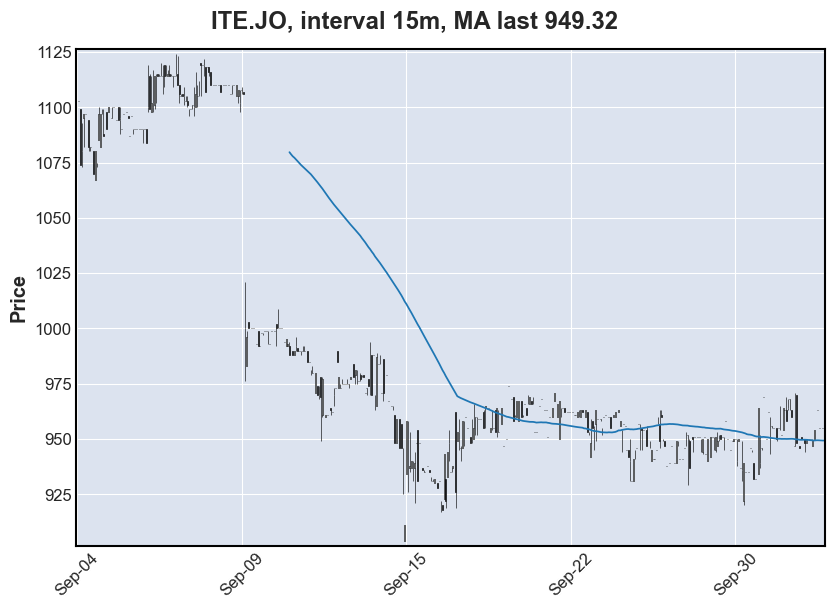 ITE.JO, interval 15m, MA last 949.32
1125
1100
1075
1050
1025
1000
975
950
925
Price
Sep-04
Sep-09
Sep-15
Sep-22
Sep-30